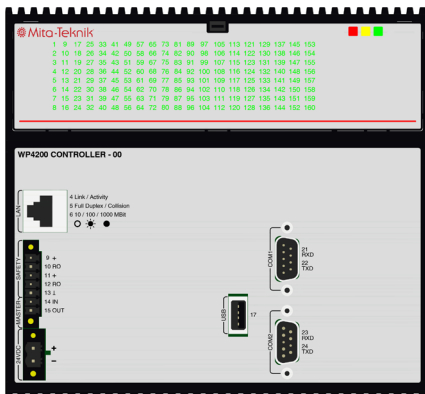 Mita-Teknik
1 9 17 25 33 41 49 57 65 73 81 89 97 105 113 121 129 137 145 153
2 10 18 26 34 42 50 58 66 74 82 90 98 106 114 122 130 138 146 154
3 11 19 27 35 43 51 59 67 75 83 91 99 107 115 123 131 139 147 155
4 12 20 28 36 44 52 60 68 76 84 92 100 108 116 124 132 140 148 156
5 13 21 29 37 45 53 61 69 77 85 93 101 109 117 125 133 141 149 157
6 14 22 30 38 46 54 62 70 78 86 94 102 110 118 126 134 142 150 158
7 15 23 31 39 47 55 63 71 79 87 95 103 111 119 127 135 143 151 159
8 16 24 32 40 48 56 64 72 80 88 96 104 112 120 128 136 144 152 160
WP4200 CONTROLLER - 00
LAN
4 Link / Activity
5 Full Duplex / Collision
6 10 / 100 / 1000 MBit
SAFETY
9 +
10 RO
11 +
12 RO
13 ⊥
MASTER
14 IN
15 OUT
24VDC
+
−
USB
17
COM1
21
RXD
22
TXD
COM2
23
RXD
24
TXD